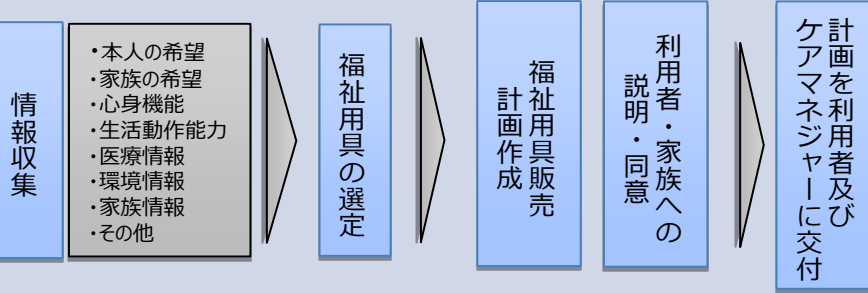 情報収集
・本人の希望
・家族の希望
・心身機能
・生活動作能力
・医療情報
・環境情報
・家族情報
・その他
福祉用具の選定
福祉用具販売
計画作成
利用者・家族への
説明・同意
計画を利用者及び
ケアマネジャーに交付